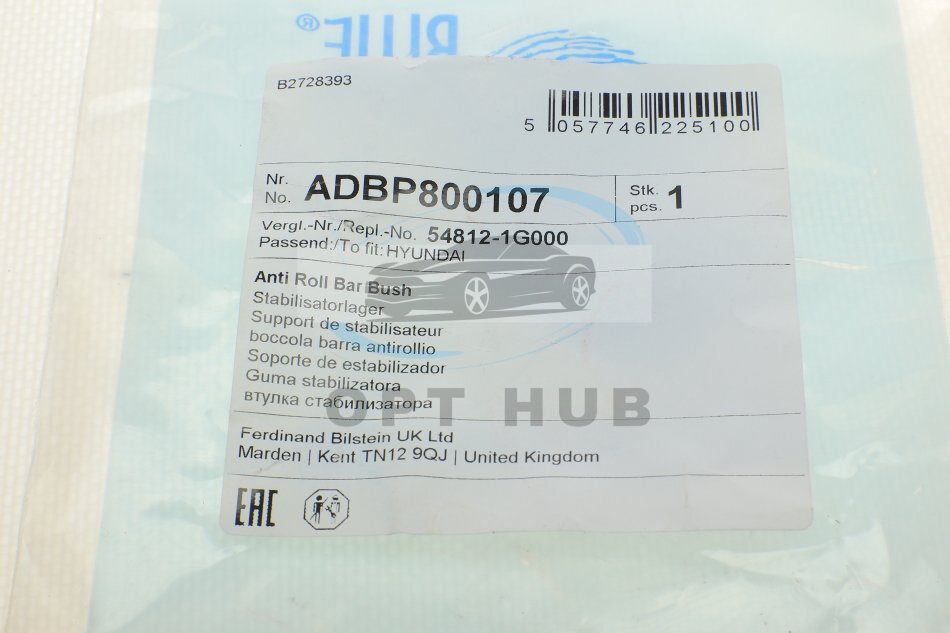 BLUE®
B2728393
5 057746 225100
Nr.
No. ADBP800107
Stk.
pcs. 1
Vergl.-Nr./Repl.-No. 54812-1G000
Passend:/To fit: HYUNDAI
Anti Roll Bar Bush
Stabilisatorlager
Support de stabilisateur
boccola barra antirollio
Soporte de estabilizador
Guma stabilizatora
втулка стабилизатора
OPT HUB
Ferdinand Bilstein UK Ltd
Marden | Kent TN12 9QJ | United Kingdom
EAC